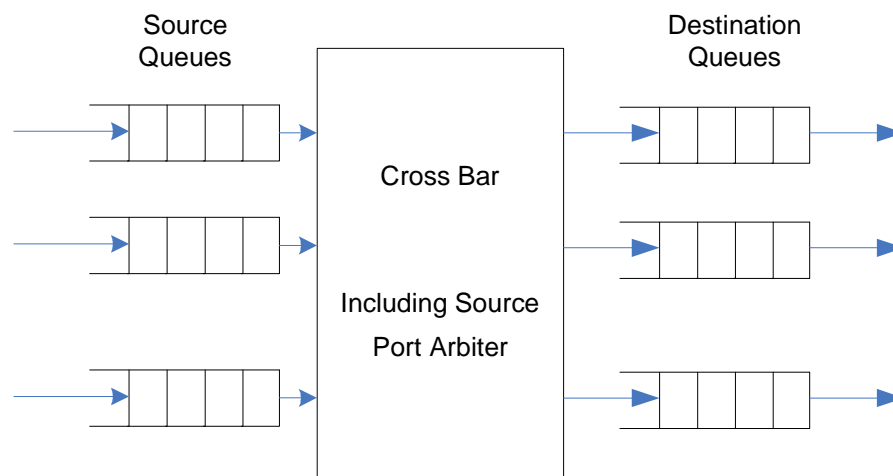 Source
Queues
Destination
Queues
Cross Bar
Including Source
Port Arbiter